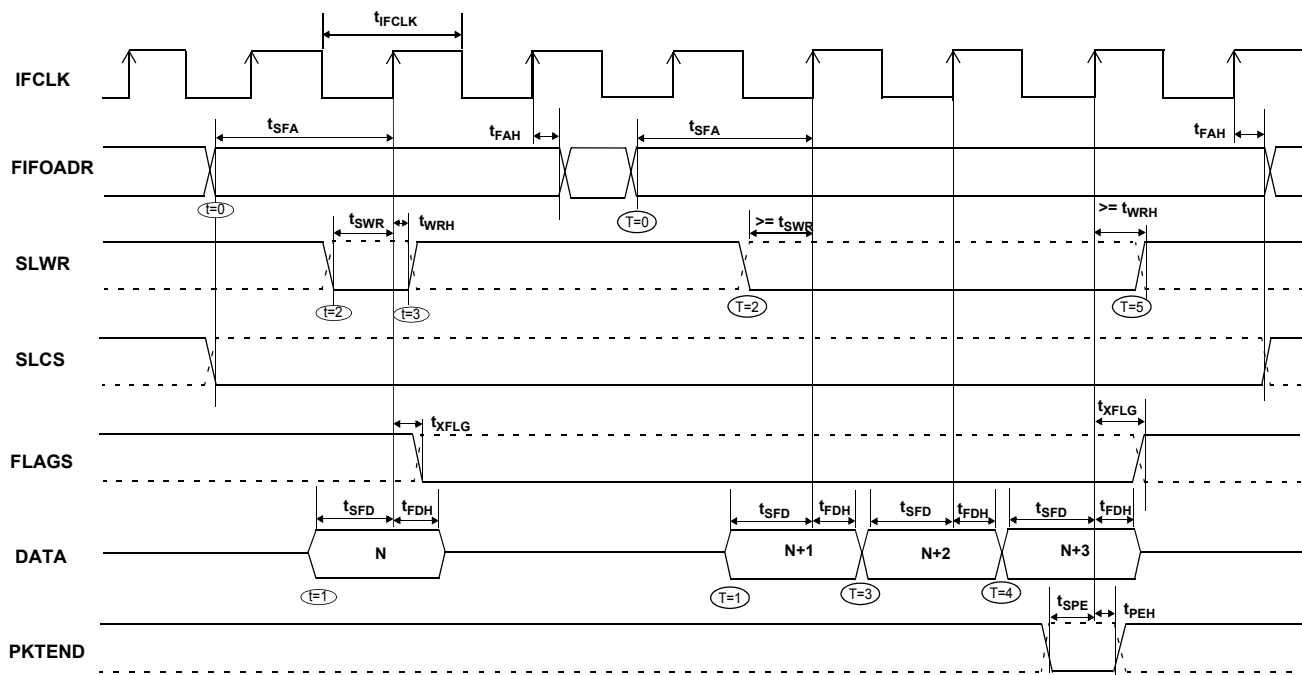 tIFCLK
IFCLK
tSFA
tFAH
tSFA
tFAH
FIFOADR
t=0
T=0
tSWR
tWRH
>= tSWR
>= tWRH
SLWR
t=2
t=3
T=2
T=5
SLCS
tXFLG
tXFLG
FLAGS
tSFD
tFDH
tSFD
tFDH
tSFD
tFDH
tSFD
tFDH
DATA
N
N+1
N+2
N+3
t=1
T=1
T=3
T=4
tSPE
tPEH
PKTEND